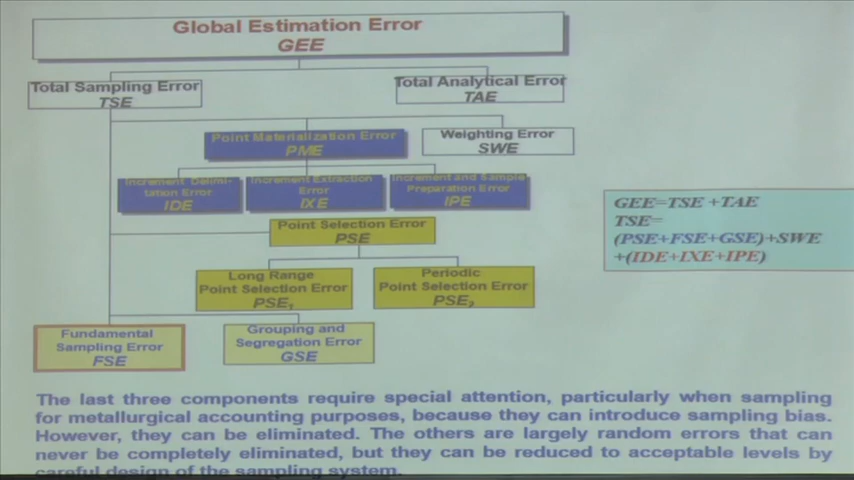 Global Estimation Error
GEE
Total Sampling Error
TSE
Total Analytical Error
TAE
Point Materialization Error
PME
Weighting Error
SWE
Increment Delimi-
tation Error
IDE
Increment Extraction
Error
IXE
Increment and Sample
Preparation Error
IPE
Point Selection Error
PSE
Long Range
Point Selection Error
PSE₁
Periodic
Point Selection Error
PSE₂
Fundamental
Sampling Error
FSE
Grouping and
Segregation Error
GSE
GEE=TSE +TAE
TSE=
(PSE+FSE+GSE)+SWE
+(IDE+IXE+IPE)
The last three components require special attention, particularly when sampling
for metallurgical accounting purposes, because they can introduce sampling bias.
However, they can be eliminated. The others are largely random errors that can
never be completely eliminated, but they can be reduced to acceptable levels by
careful design of the sampling system.